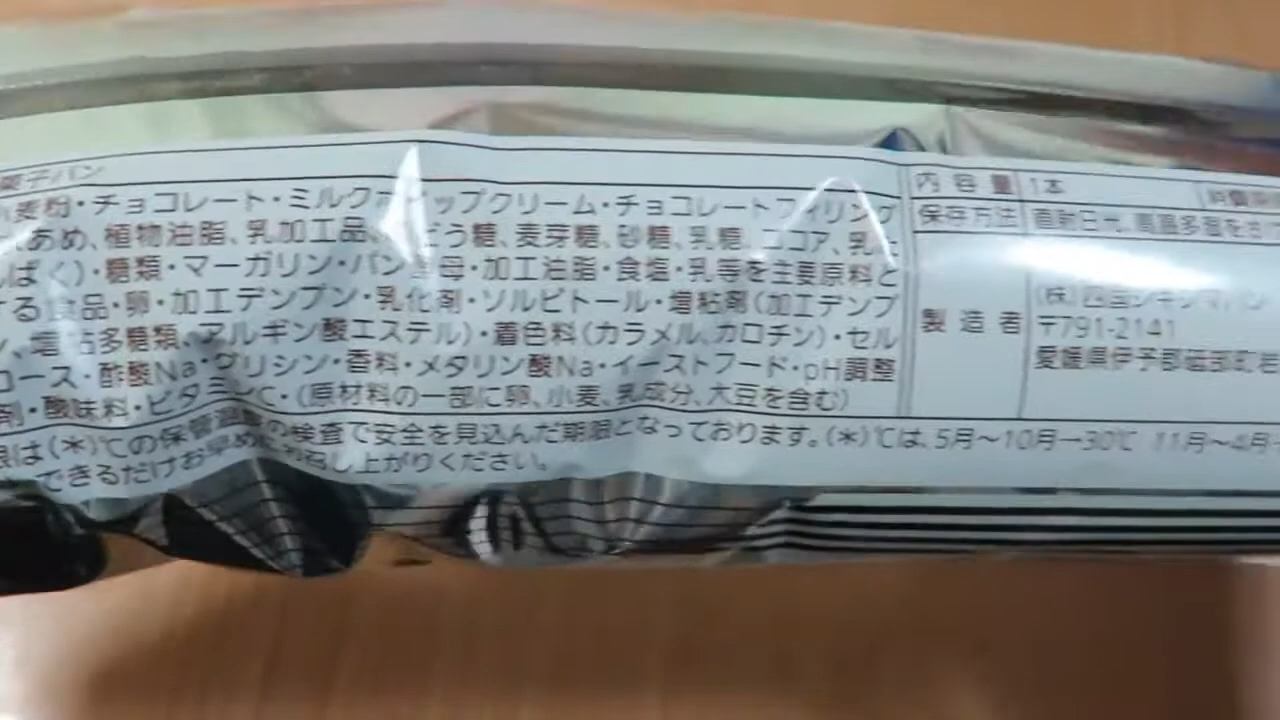 菓子パン
小麦粉・チョコレート・ミルクホイップクリーム・チョコレートフィリング
あめ、植物油脂、乳加工品、ぶどう糖、麦芽糖、砂糖、乳糖、ココア、乳た
んぱく)・糖類・マーガリン・パン酵母・加工油脂・食塩・乳等を主要原料と
する食品・卵・加工デンプン・乳化剤・ソルビトール・増粘剤(加工デンプ
ン、増粘多糖類、アルギン酸エステル)・着色料(カラメル、カロチン)・セル
ロース・酢酸Na・グリシン・香料・メタリン酸Na・イーストフード・pH調整
剤・酸味料・ビタミンC・(原材料の一部に卵、小麦、乳成分、大豆を含む)
内容量 1本
保存方法 直射日光、高温多湿を
製造者 (株)四国シキシマパン
〒791-2141
愛媛県伊予郡砥部町岩
限は(*)℃での保管温度の検査で安全を見込んだ期限となっております。(*)℃は、5月〜10月→30℃ 11月〜4月
できるだけお早めにお召し上がりください。